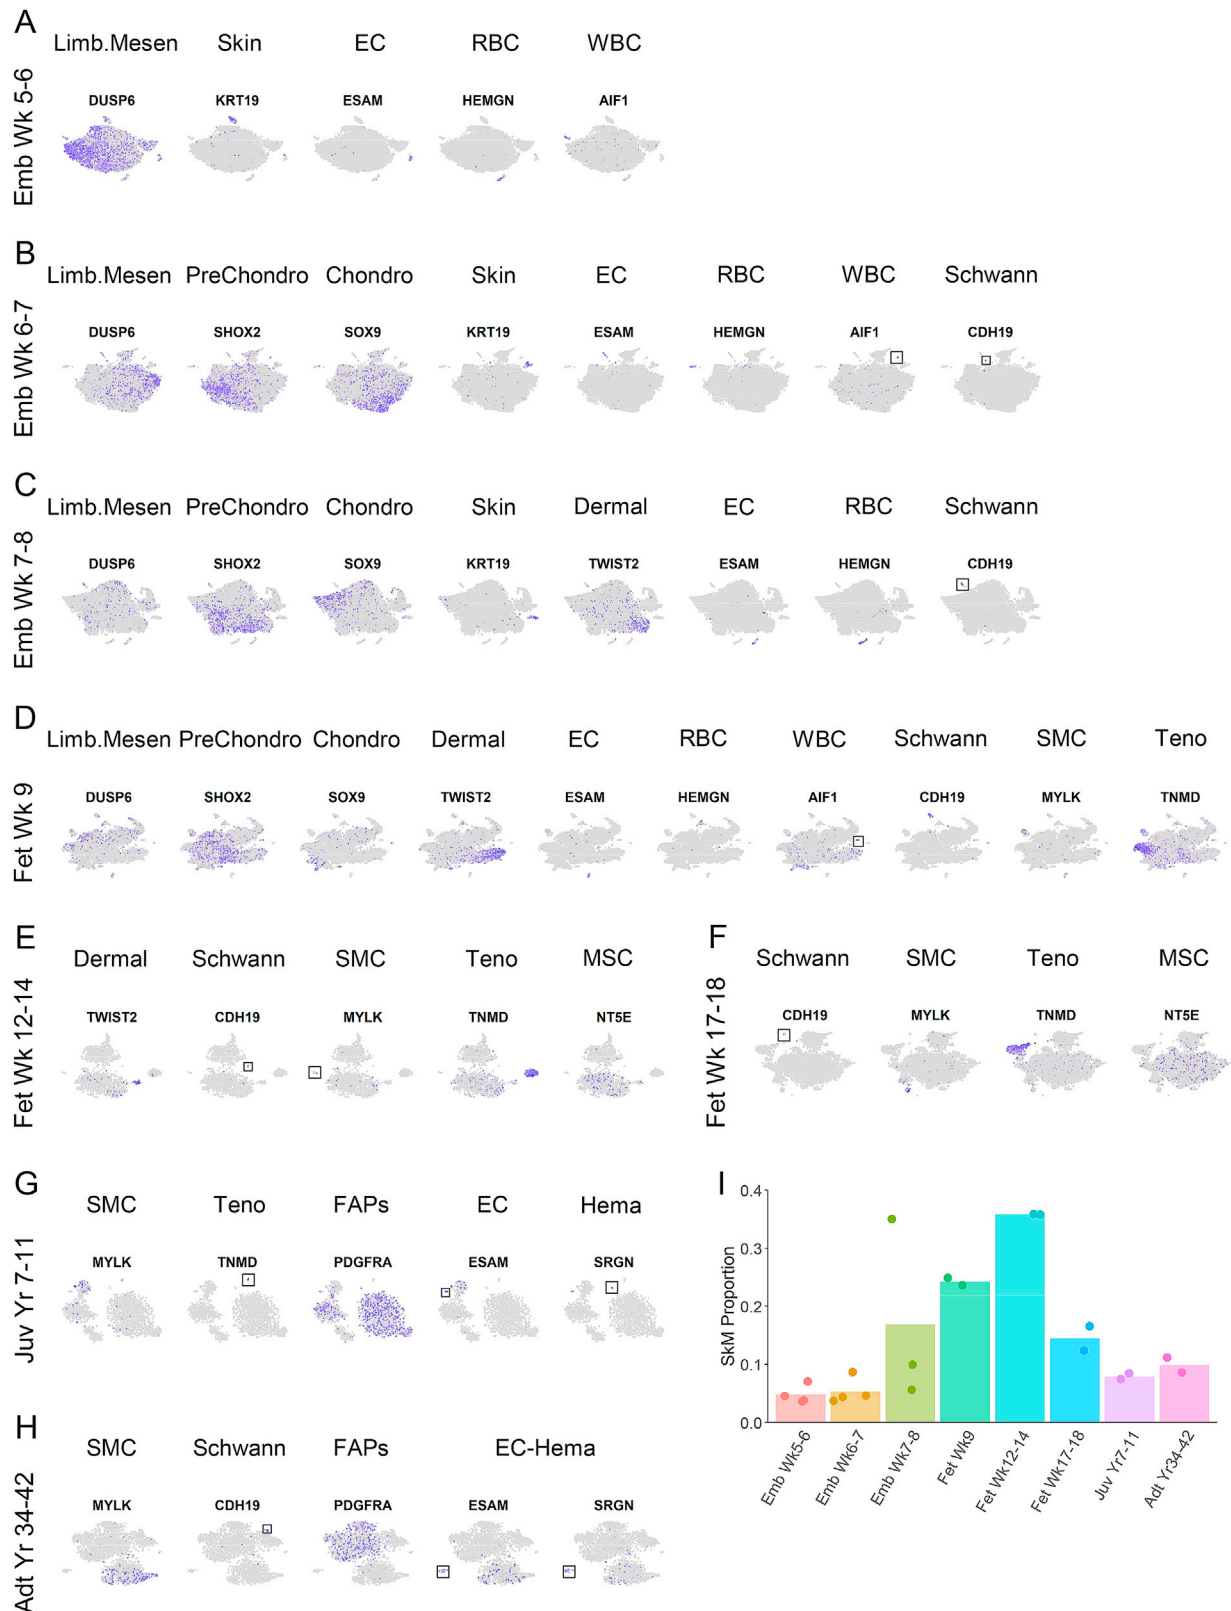 A
Limb.Mesen Skin EC RBC WBC
Emb Wk 5-6
DUSP6 KRT19 ESAM HEMGN AIF1
B
Limb.Mesen PreChondro Chondro Skin EC RBC WBC Schwann
Emb Wk 6-7
DUSP6 SHOX2 SOX9 KRT19 ESAM HEMGN AIF1 CDH19
C
Limb.Mesen PreChondro Chondro Skin Dermal EC RBC Schwann
Emb Wk 7-8
DUSP6 SHOX2 SOX9 KRT19 TWIST2 ESAM HEMGN CDH19
D
Limb.Mesen PreChondro Chondro Dermal EC RBC WBC Schwann SMC Teno
Fet Wk 9
DUSP6 SHOX2 SOX9 TWIST2 ESAM HEMGN AIF1 CDH19 MYLK TNMD
E
Dermal Schwann SMC Teno MSC
Fet Wk 12-14
TWIST2 CDH19 MYLK TNMD NT5E
F
Schwann SMC Teno MSC
Fet Wk 17-18
CDH19 MYLK TNMD NT5E
G
SMC Teno FAPs EC Hema
Juv Yr 7-11
MYLK TNMD PDGFRA ESAM SRGN
H
SMC Schwann FAPs EC-Hema
Adt Yr 34-42
MYLK CDH19 PDGFRA ESAM SRGN
I
SkM Proportion
0.4
0.3
0.2
0.1
0.0
Emb Wk5-6
Emb Wk6-7
Emb Wk7-8
Fet Wk9
Fet Wk12-14
Fet Wk17-18
Juv Yr7-11
Adt Yr34-42